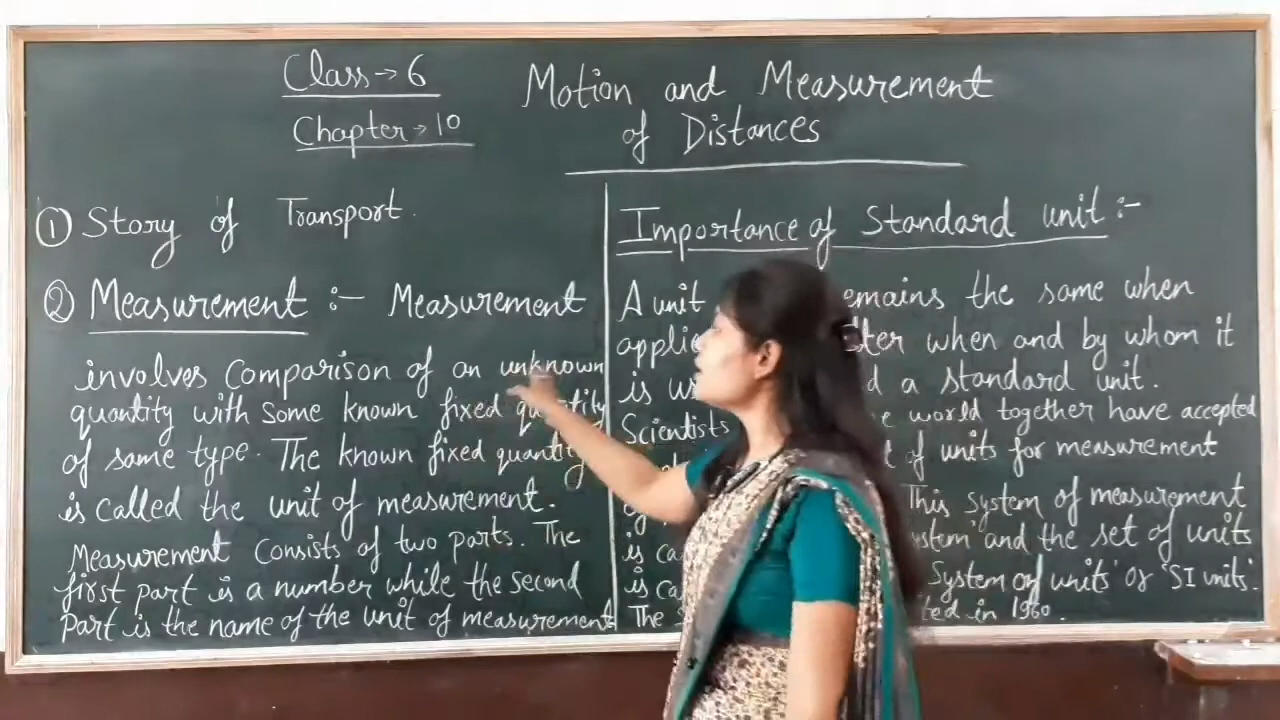 Class → 6
Chapter → 10
Motion and Measurement
of Distances
① Story of Transport.
② Measurement :- Measurement
involves Comparison of an unknown
quantity with some known fixed quantity
of same type. The known fixed quantity
is called the unit of measurement.
Measurement Consists of two parts. The
first part is a number while the second
part is the name of the unit of measurement
Importance of Standard unit :-
A unit remains the same when
when and by whom it
is a standard unit.
Scientists world together have accepted
of units for measurement
This system of measurement
is and the set of units
is System of units' or 'SI units'.
The in 1960.